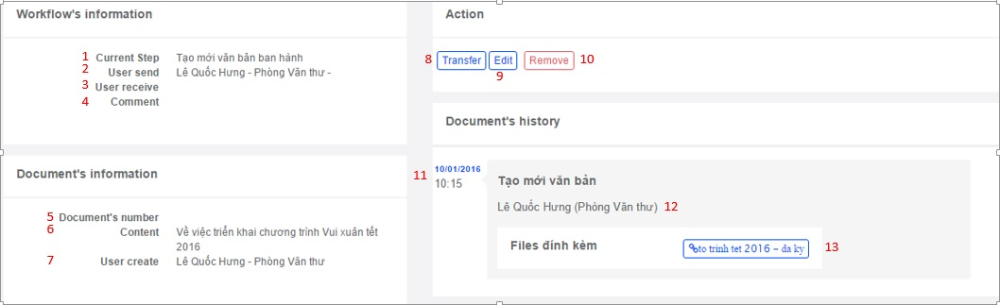 Workflow's information
1 Current Step Tạo mới văn bản ban hành
2 User send Lê Quốc Hưng - Phòng Văn thư -
3 User receive
4 Comment
Action
8 Transfer Edit Remove 10
9
Document's history
11 10/01/2016
10:15
Tạo mới văn bản
Lê Quốc Hưng (Phòng Văn thư) 12
Files đính kèm to trinh tet 2016 – da ky 13
Document's information
5 Document's number
6 Content Về việc triển khai chương trình Vui xuân tết
2016
7 User create Lê Quốc Hưng - Phòng Văn thư